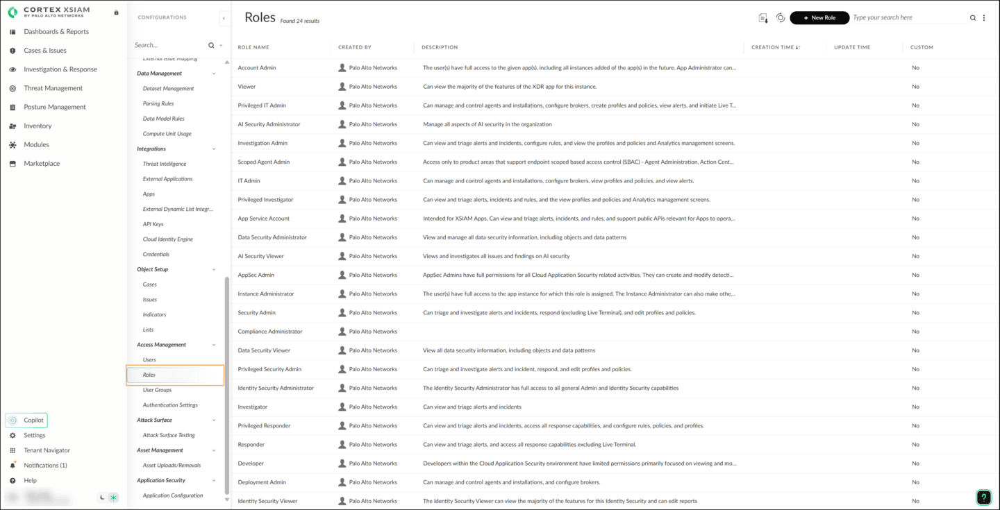 CORTEX XSIAM
BY PALO ALTO NETWORKS
Dashboards & Reports
Cases & Issues
Investigation & Response
Threat Management
Posture Management
Inventory
Modules
Marketplace
Copilot
Settings
Tenant Navigator
Notifications (1)
Help
CONFIGURATIONS
Search...
External Issue Mapping
Data Management
Dataset Management
Parsing Rules
Data Model Rules
Compute Unit Usage
Integrations
Threat Intelligence
External Applications
Apps
External Dynamic List Integr...
API Keys
Cloud Identity Engine
Credentials
Object Setup
Cases
Issues
Indicators
Lists
Access Management
Users
Roles
User Groups
Authentication Settings
Attack Surface
Attack Surface Testing
Asset Management
Asset Uploads/Removals
Application Security
Application Configuration
Roles Found 24 results
+ New Role
Type your search here
ROLE NAME CREATED BY DESCRIPTION CREATION TIME UPDATE TIME CUSTOM
Account Admin Palo Alto Networks The user(s) have full access to the given app(s), including all instances added of the app(s) in the future. App Administrator can... No
Viewer Palo Alto Networks Can view the majority of the features of the XDR app for this instance. No
Privileged IT Admin Palo Alto Networks Can manage and control agents and installations, configure brokers, create profiles and policies, view alerts, and initiate Live T... No
AI Security Administrator Palo Alto Networks Manage all aspects of AI security in the organization No
Investigation Admin Palo Alto Networks Can view and triage alerts and incidents, configure rules, and view the profiles and policies and Analytics management screens. No
Scoped Agent Admin Palo Alto Networks Access only to product areas that support endpoint scoped based access control (SBAC) - Agent Administration, Action Cent... No
IT Admin Palo Alto Networks Can manage and control agents and installations, configure brokers, view profiles and policies, and view alerts. No
Privileged Investigator Palo Alto Networks Can view and triage alerts, incidents and rules, and the view profiles and policies and Analytics management screens. No
App Service Account Palo Alto Networks Intended for XSIAM Apps, Can view and triage alerts, incidents, and rules, and support public APIs relevant for Apps to opera... No
Data Security Administrator Palo Alto Networks View and manage all data security information, including objects and data patterns No
AI Security Viewer Palo Alto Networks Views and investigates all issues and findings on AI security No
AppSec Admin Palo Alto Networks AppSec Admins have full permissions for all Cloud Application Security related activities. They can create and modify detecti... No
Instance Administrator Palo Alto Networks The user(s) have full access to the app instance for which this role is assigned. The Instance Administrator can also make othe... No
Security Admin Palo Alto Networks Can triage and investigate alerts and incidents, respond (excluding Live Terminal), and edit profiles and policies. No
Compliance Administrator Palo Alto Networks No
Data Security Viewer Palo Alto Networks View all data security information, including objects and data patterns No
Privileged Security Admin Palo Alto Networks Can triage and investigate alerts and incident, respond, and edit profiles and policies. No
Identity Security Administrator Palo Alto Networks The Identity Security Administrator has full access to all general Admin and Identity Security capabilities No
Investigator Palo Alto Networks Can view and triage alerts and incidents No
Privileged Responder Palo Alto Networks Can view and triage alerts and incidents, access all response capabilities, and configure rules, policies, and profiles. No
Responder Palo Alto Networks Can view and triage alerts, and access all response capabilities excluding Live Terminal. No
Developer Palo Alto Networks Developers within the Cloud Application Security environment have limited permissions primarily focused on viewing and mo... No
Deployment Admin Palo Alto Networks Can manage and control agents and installations, and configure brokers. No
Identity Security Viewer Palo Alto Networks The Identity Security Viewer can view the majority of the features for this Identity Security and can edit reports No